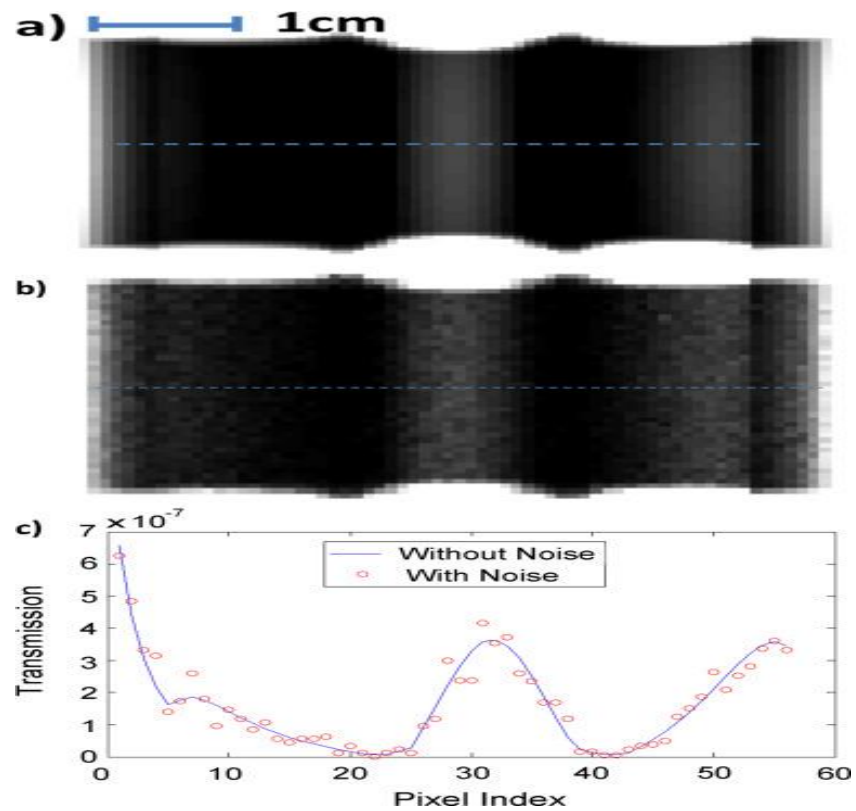 a) 1cm
b)
c) 7 × 10^-7
6
5
4
3
2
1
0
Transmission
Without Noise
With Noise
0 10 20 30 40 50 60
Pixel Index